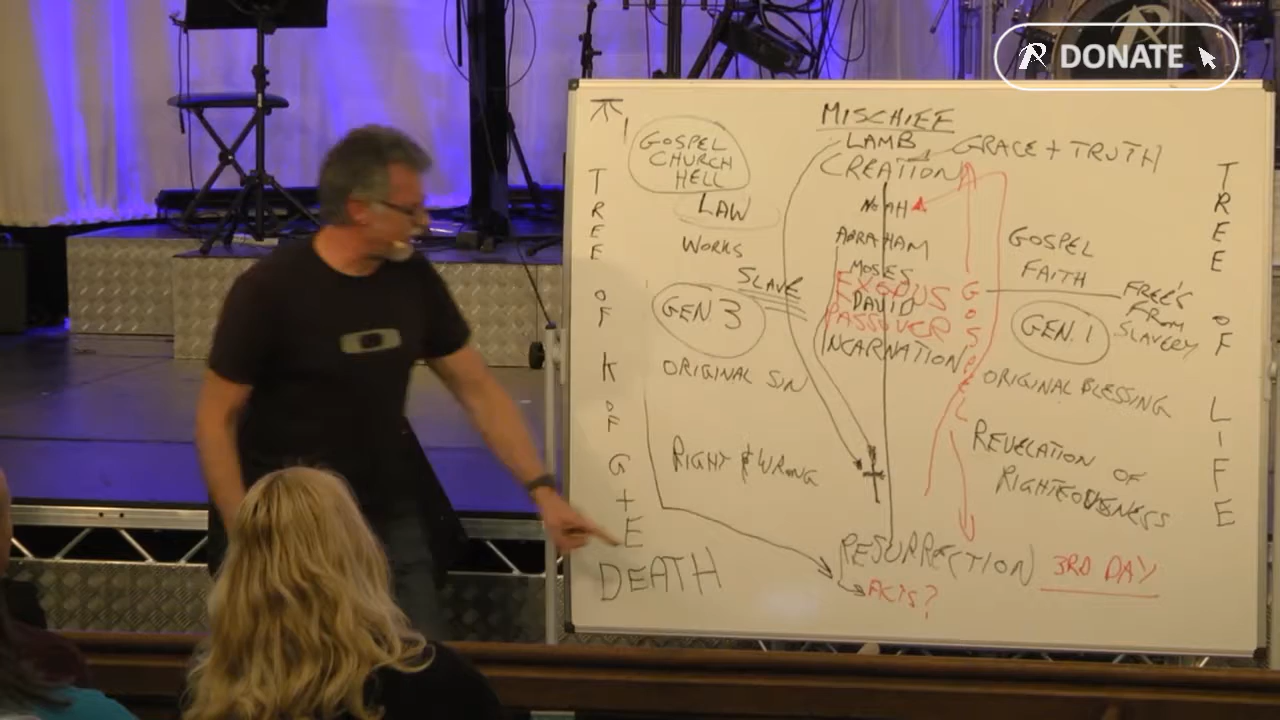 DONATE
MISCHIEF
LAMB
CREATION
GRACE + TRUTH
GOSPEL
CHURCH
HELL
LAW
WORKS
SLAVE
GEN 3
ORIGINAL SIN
RIGHT & WRONG
TREE OF K OF G + E
DEATH
NOAH
ABRAHAM
MOSES
EXODUS
DAVID
PASSOVER
INCARNATION
GOSPEL
GOSPEL
FAITH
FREE'S
FROM
SLAVERY
GEN. 1
ORIGINAL BLESSING
REVELATION OF
RIGHTEOUSNESS
TREE OF LIFE
RESURRECTION
3RD DAY
ACTS?